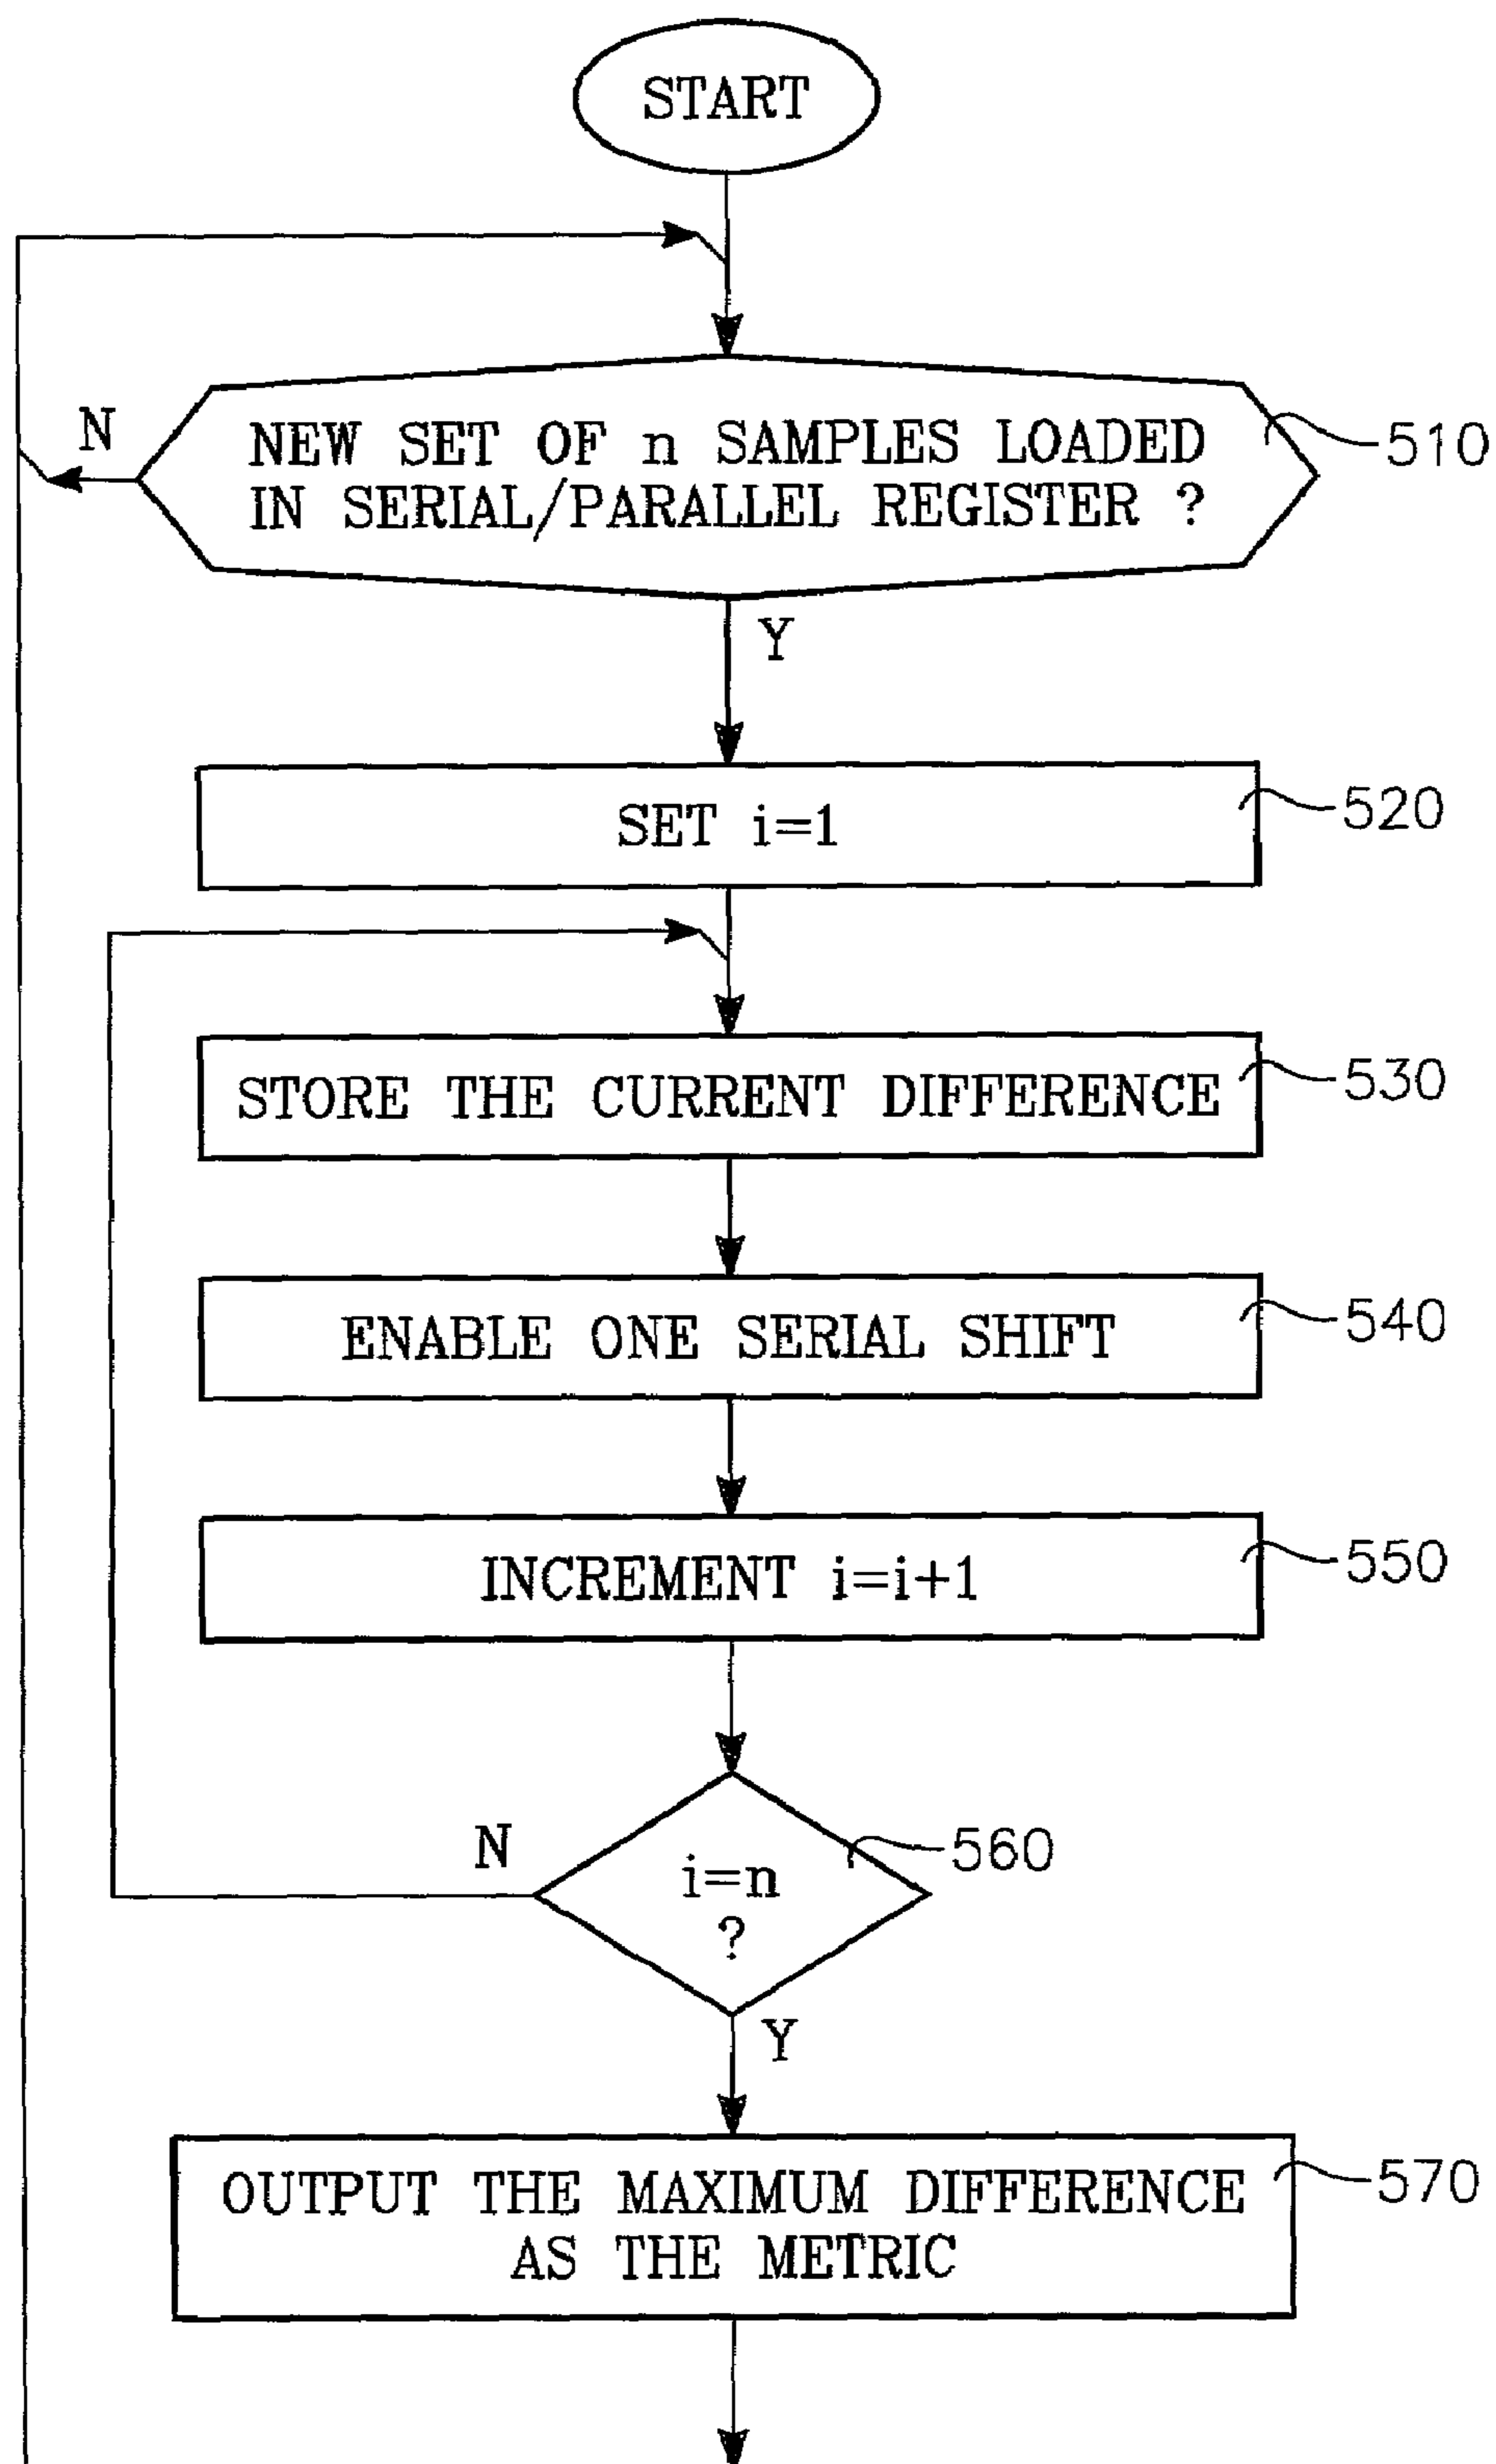 START
N
NEW SET OF n SAMPLES LOADED
IN SERIAL/PARALLEL REGISTER ?
510
Y
SET i=1
520
STORE THE CURRENT DIFFERENCE
530
ENABLE ONE SERIAL SHIFT
540
INCREMENT i=i+1
550
N
i=n
?
560
Y
OUTPUT THE MAXIMUM DIFFERENCE
AS THE METRIC
570